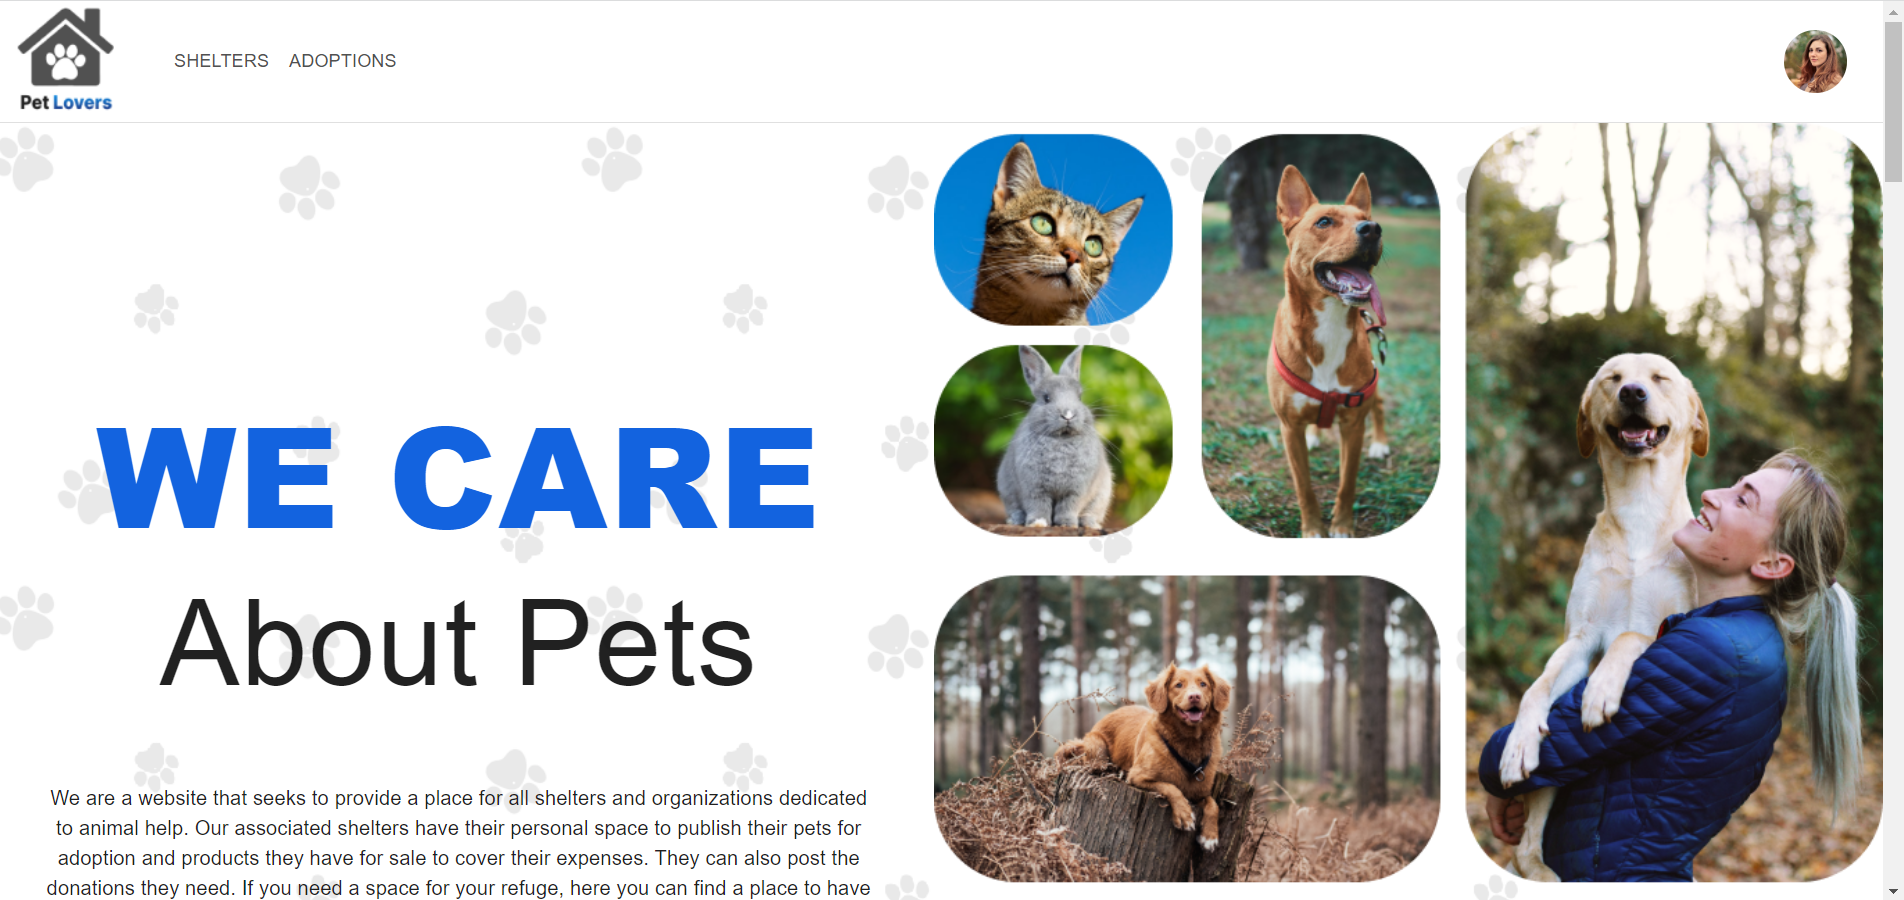 Pet Lovers
SHELTERS ADOPTIONS
WE CARE
About Pets
We are a website that seeks to provide a place for all shelters and organizations dedicated
to animal help. Our associated shelters have their personal space to publish their pets for
adoption and products they have for sale to cover their expenses. They can also post the
donations they need. If you need a space for your refuge, here you can find a place to have